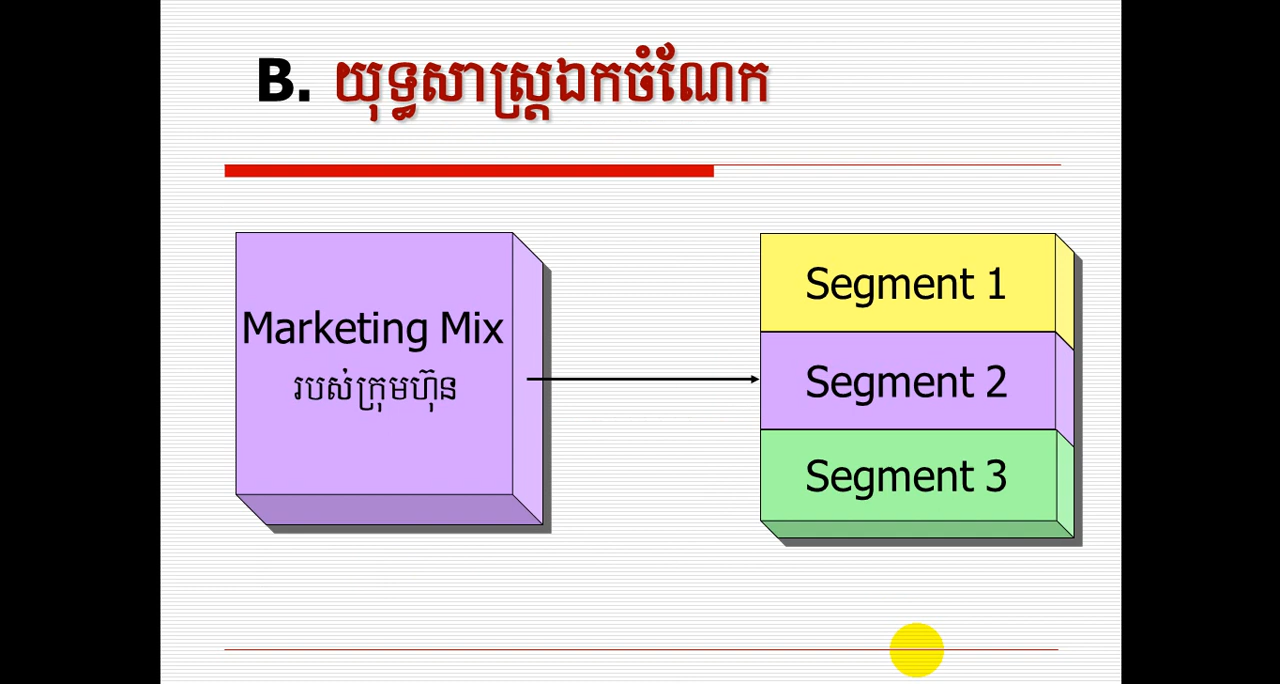 B. យុទ្ធសាស្ត្រឯកចំណែក
Marketing Mix
របស់ក្រុមហ៊ុន
Segment 1
Segment 2
Segment 3